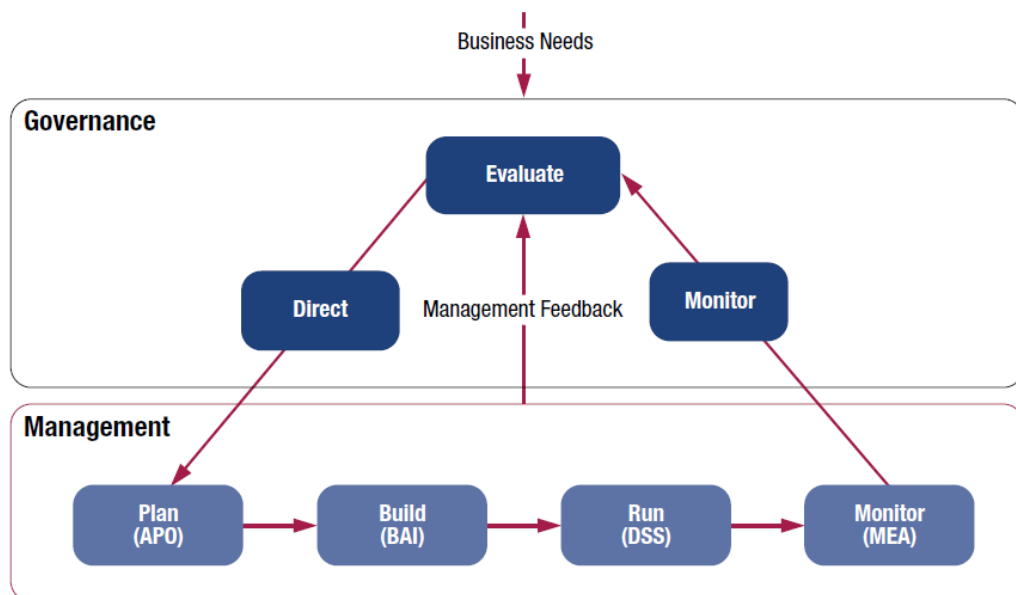 Business Needs
Governance
Evaluate
Direct
Management Feedback
Monitor
Management
Plan
(APO)
Build
(BAI)
Run
(DSS)
Monitor
(MEA)